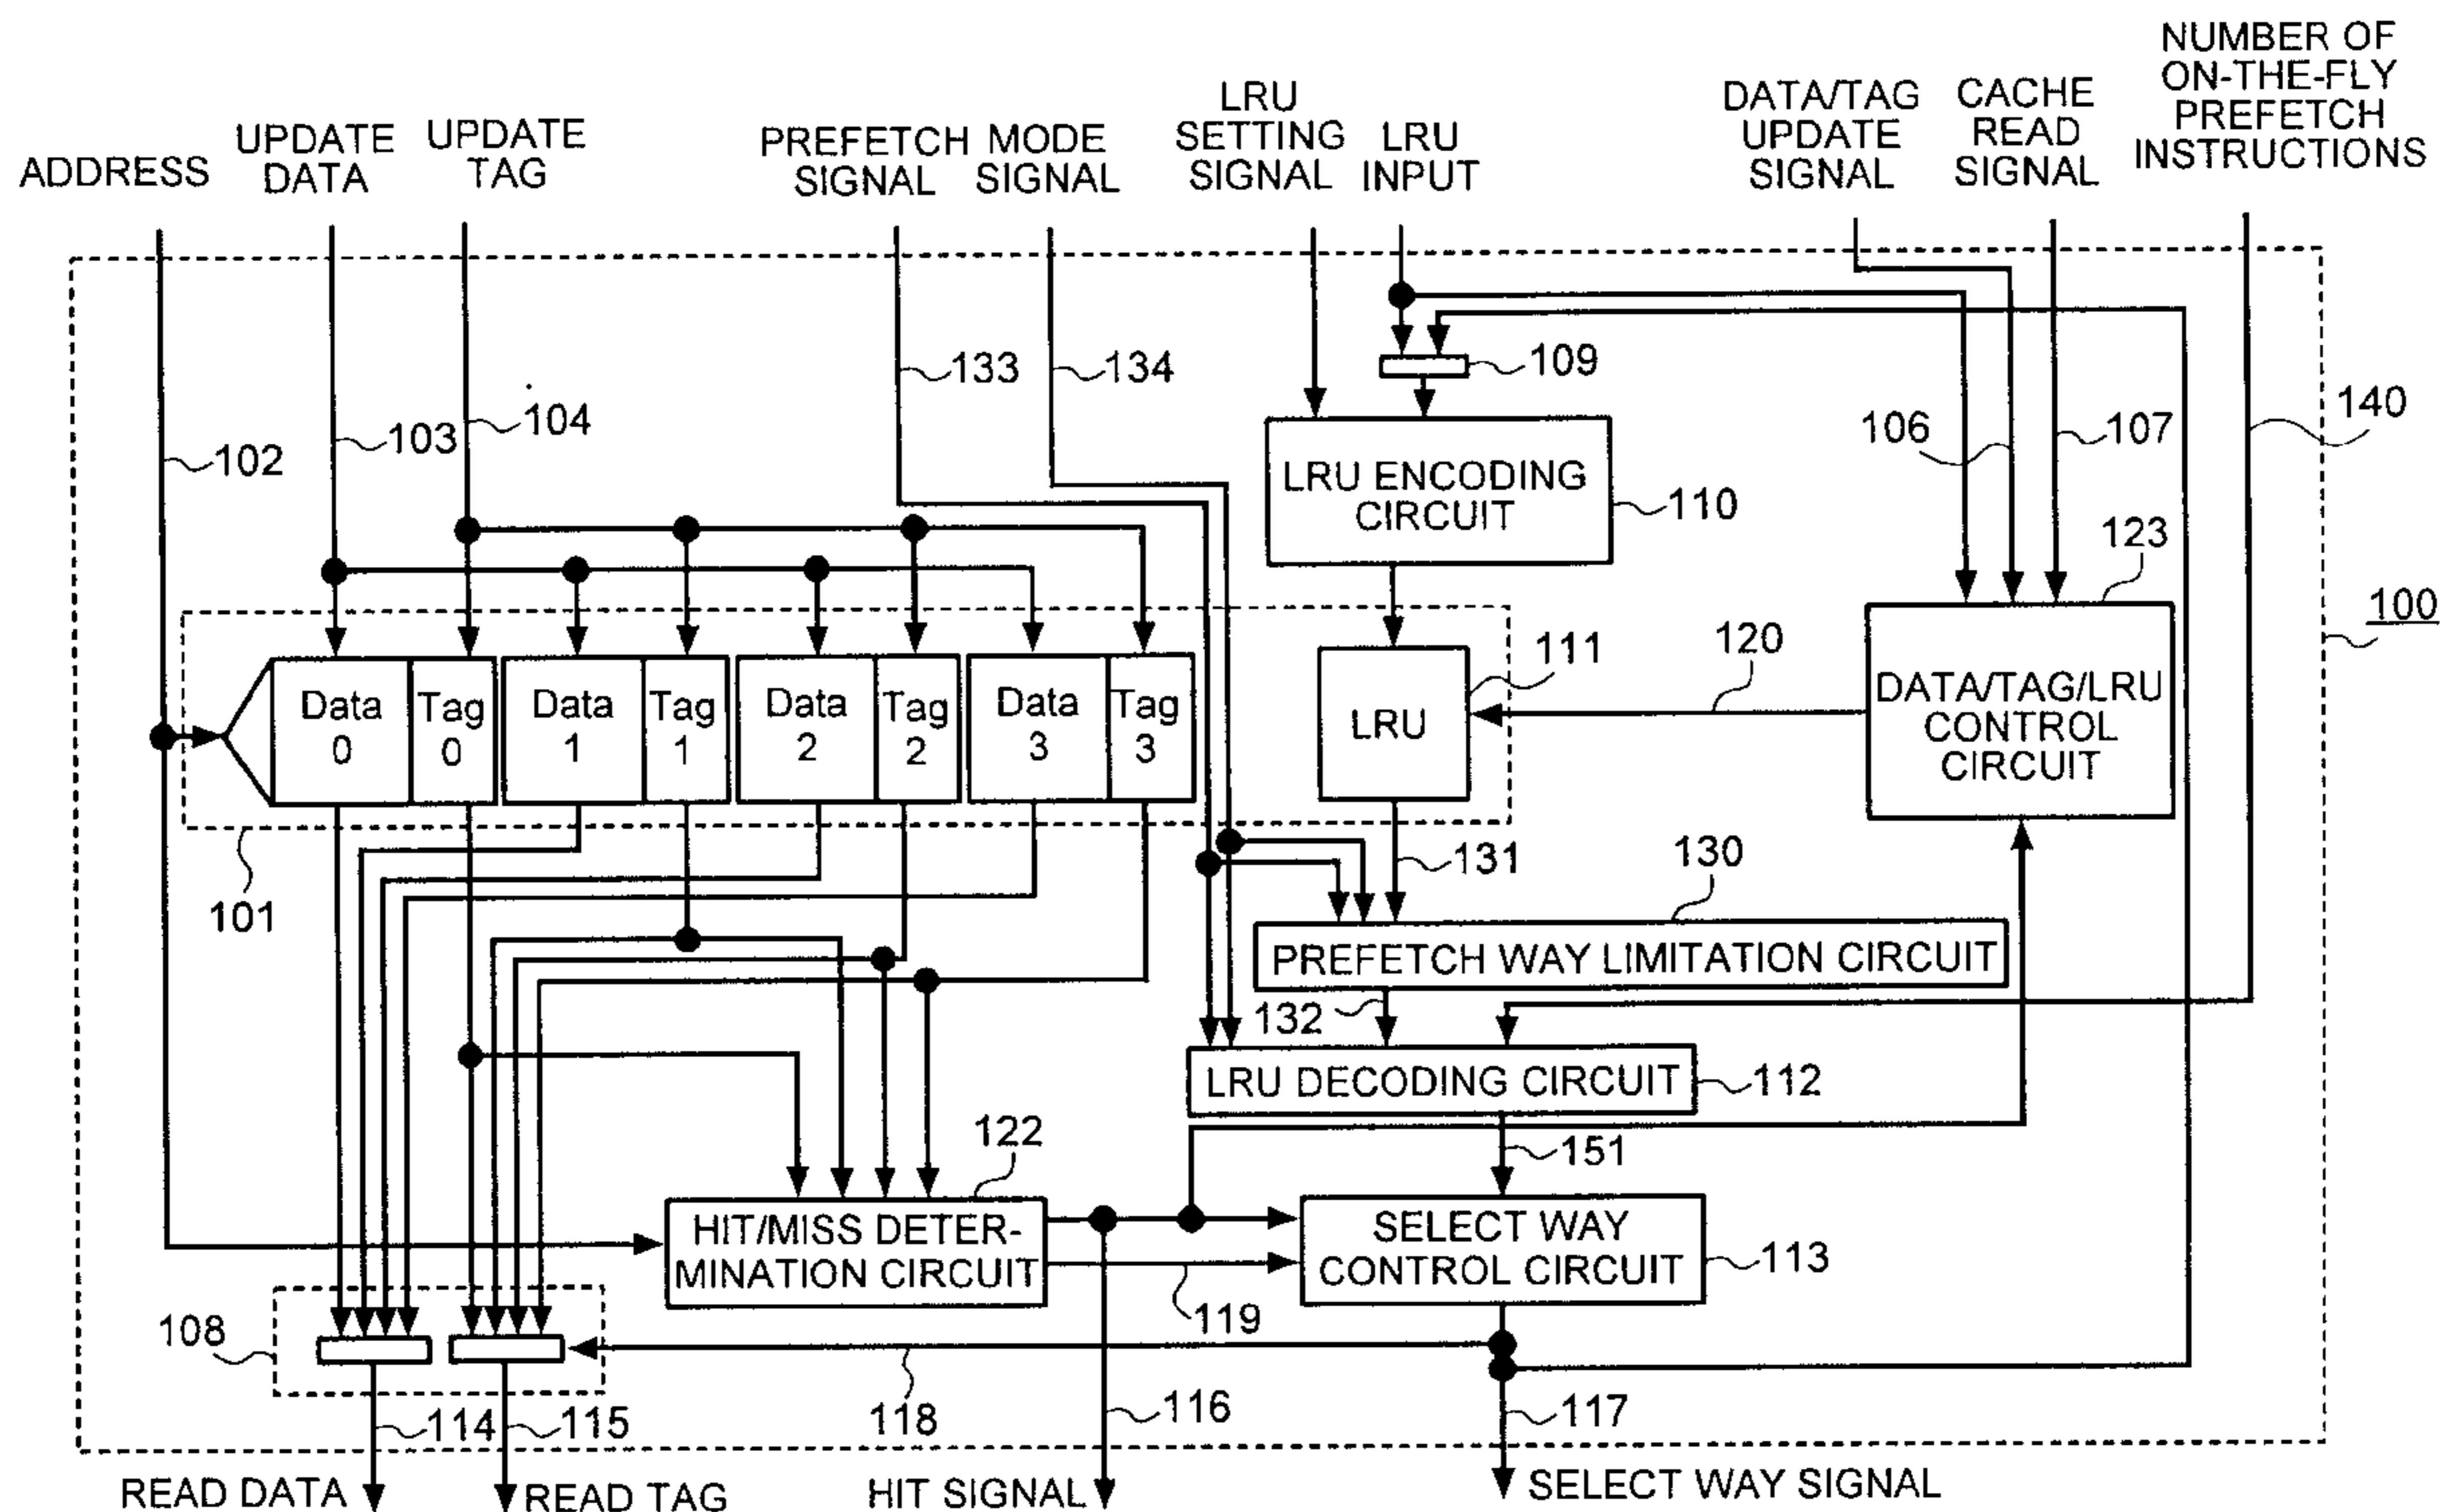 NUMBER OF
ON-THE-FLY
PREFETCH
INSTRUCTIONS
ADDRESS
UPDATE
DATA
UPDATE
TAG
PREFETCH
SIGNAL
MODE
SIGNAL
LRU
SETTING
SIGNAL
LRU
INPUT
DATA/TAG
UPDATE
SIGNAL
CACHE
READ
SIGNAL
102
103
104
133
134
109
106
107
140
LRU ENCODING
CIRCUIT
110
123
100
Data
0
Tag
0
Data
1
Tag
1
Data
2
Tag
2
Data
3
Tag
3
LRU
111
120
DATA/TAG/LRU
CONTROL
CIRCUIT
101
131
130
PREFETCH WAY LIMITATION CIRCUIT
132
LRU DECODING CIRCUIT
112
122
151
HIT/MISS DETER-
MINATION CIRCUIT
SELECT WAY
CONTROL CIRCUIT
113
119
108
118
114
115
116
117
READ DATA
READ TAG
HIT SIGNAL
SELECT WAY SIGNAL